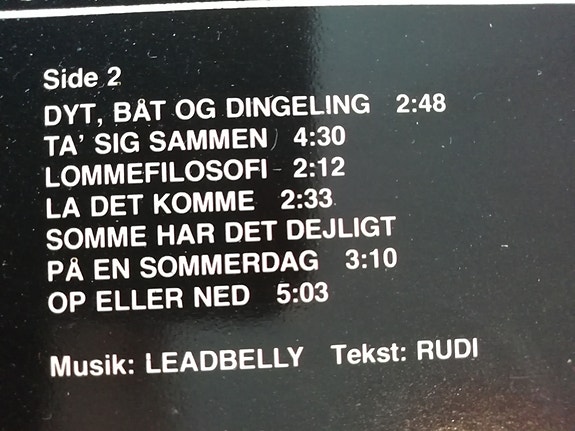 Side 2
DYT, BÅT OG DINGELING 2:48
TA' SIG SAMMEN 4:30
LOMMEFILOSOFI 2:12
LA DET KOMME 2:33
SOMME HAR DET DEJLIGT
PÅ EN SOMMERDAG 3:10
OP ELLER NED 5:03
Musik: LEADBELLY Tekst: RUDI